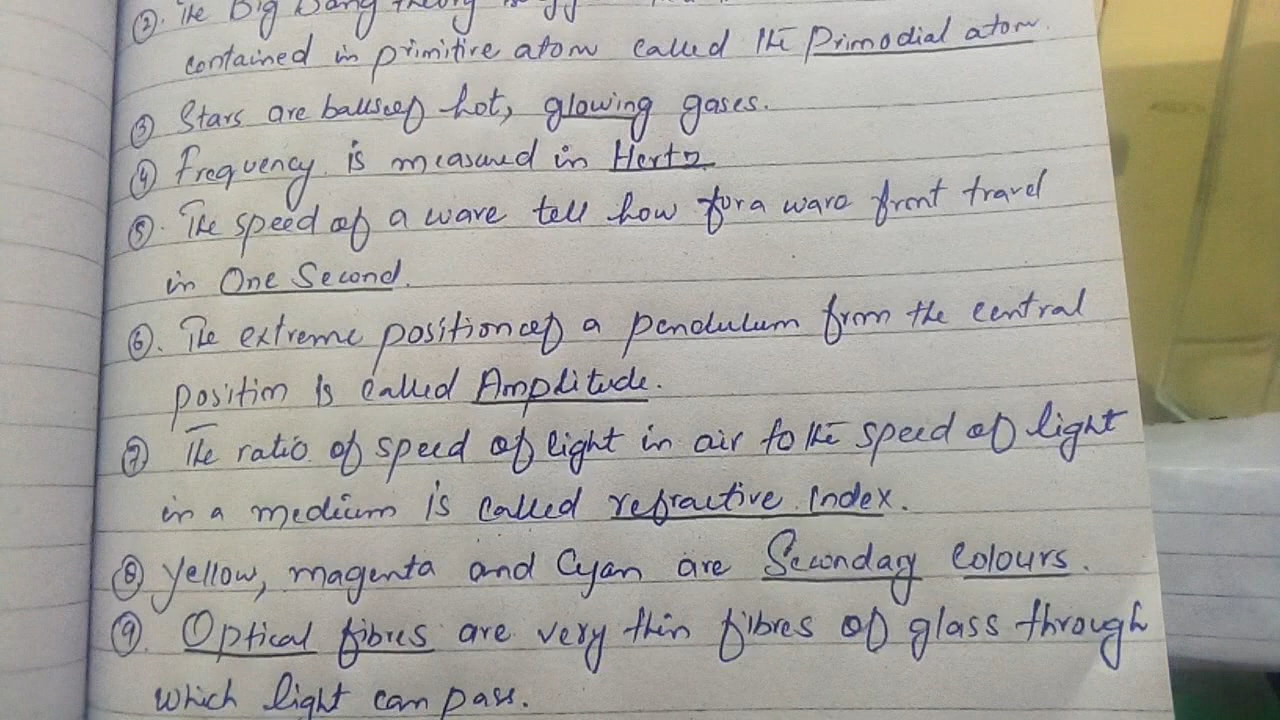 ②. The Big Bang theory
contained in primitive atom called the Primodial atom.
③ Stars are balls of hot, glowing gases.
④ Frequency is measured in Hertz
⑤. The speed of a wave tell how far a wave front travel
in One Second.
⑥. The extreme position of a pendulum from the central
position is called Amplitude.
⑦ The ratio of speed of light in air to the speed of light
in a medium is called refractive Index.
⑧ Yellow, magenta and Cyan are Secondary Colours.
⑨. Optical fibres are very thin fibres of glass through
which light can pass.